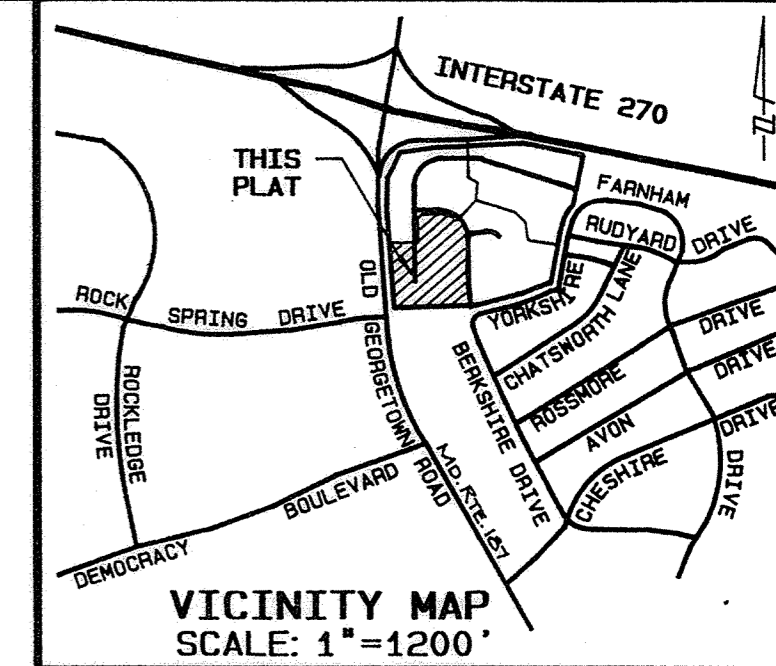 INTERSTATE 270
THIS
PLAT
FARNHAM
DRIVE
RUDYARD
YORKSHIRE
CHATSWORTH LANE
OLD
GEORGETOWN
ROAD
MD. RTE. 187
ROCK
SPRING
DRIVE
ROCKLEDGE
DRIVE
BERKSHIRE DRIVE
ROSSMORE
DRIVE
AVON
DRIVE
CHESHIRE
DRIVE
DRIVE
BOULEVARD
DEMOCRACY
VICINITY MAP
SCALE: 1"=1200'